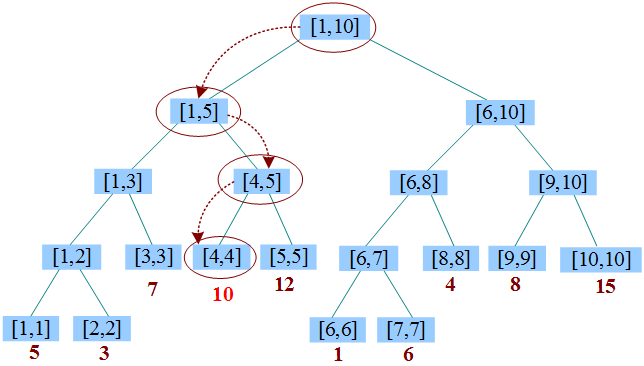 [1,10]
[1,5] [6,10]
[1,3] [4,5] [6,8] [9,10]
[1,2] [3,3] [4,4] [5,5] [6,7] [8,8] [9,9] [10,10]
7 10 12 4 8 15
[1,1] [2,2] [6,6] [7,7]
5 3 1 6